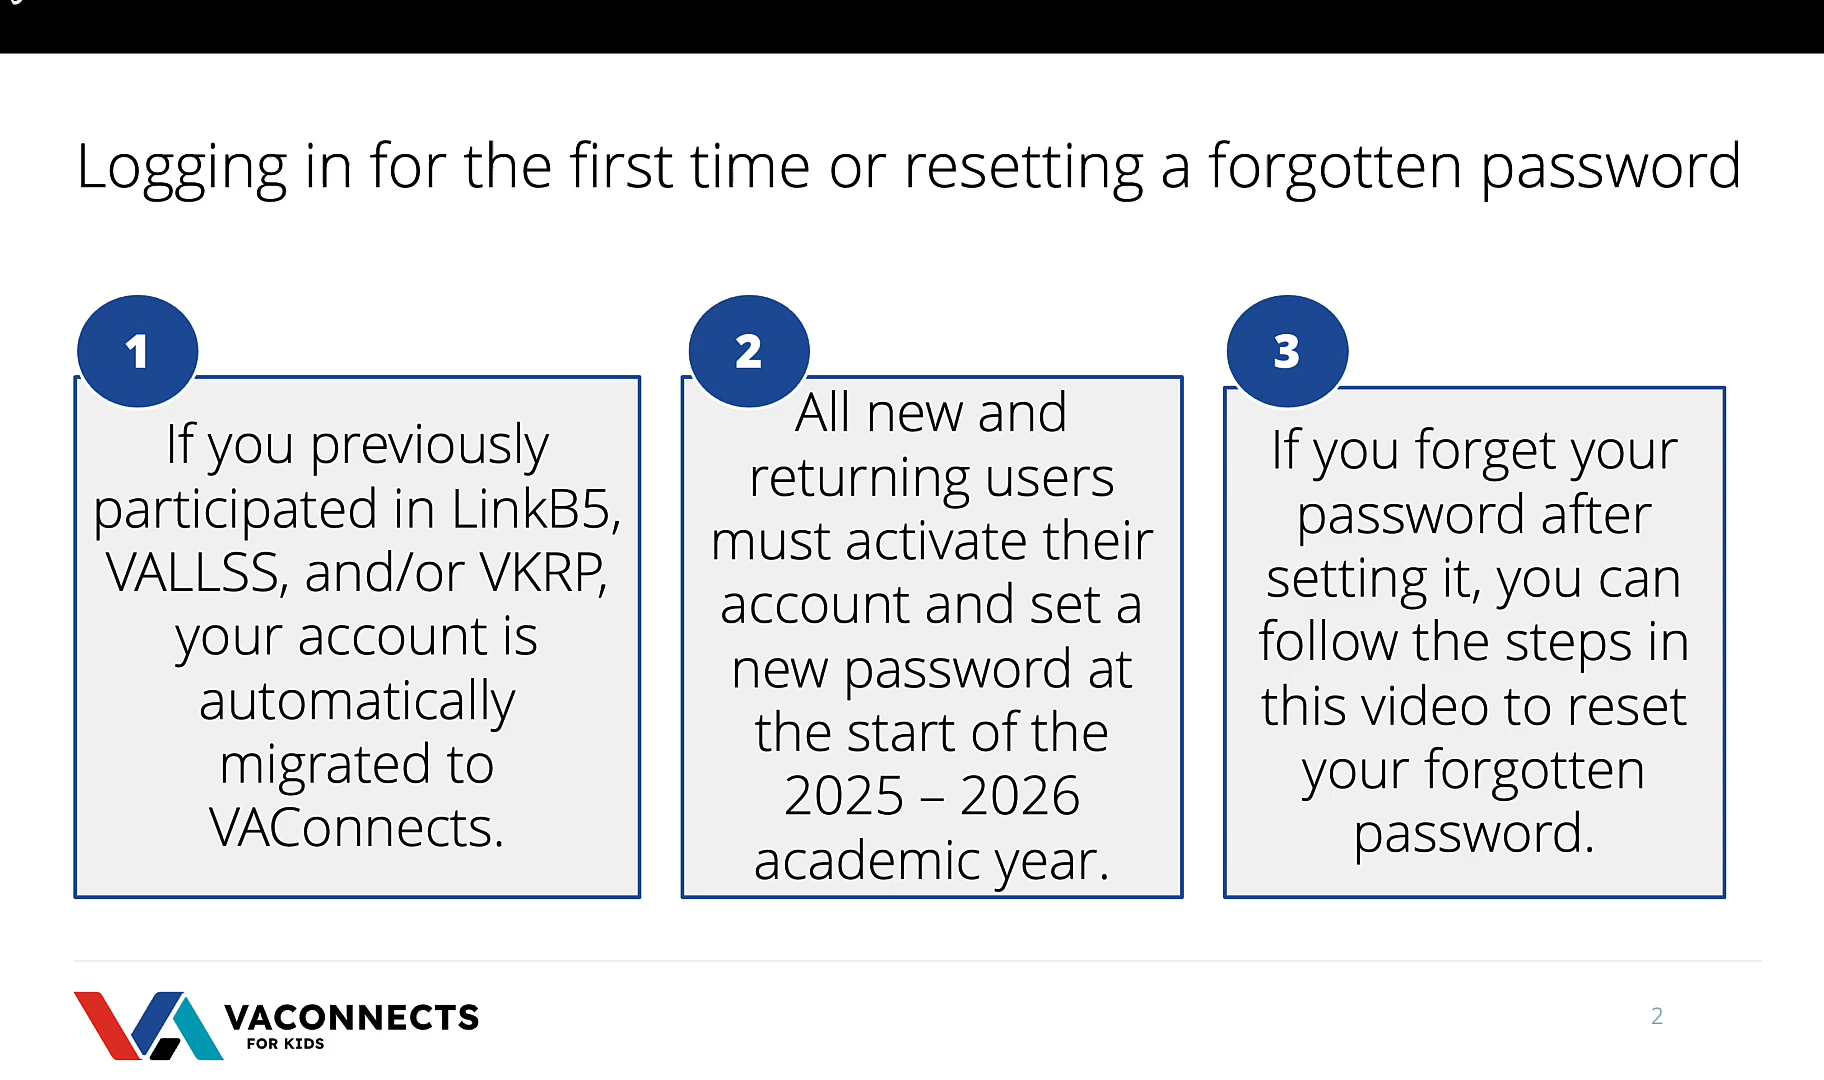 Logging in for the first time or resetting a forgotten password
1
If you previously
participated in LinkB5,
VALLSS, and/or VKRP,
your account is
automatically
migrated to
VAConnects.
2
All new and
returning users
must activate their
account and set a
new password at
the start of the
2025 – 2026
academic year.
3
If you forget your
password after
setting it, you can
follow the steps in
this video to reset
your forgotten
password.
VACONNECTS
FOR KIDS
2